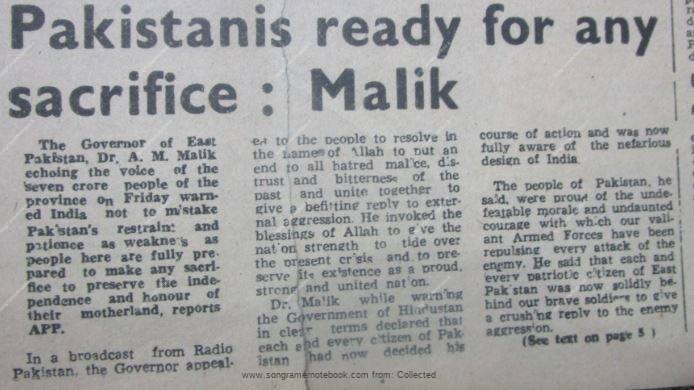 Pakistanis ready for any
sacrifice : Malik
The Governor of East
Pakistan, Dr. A. M. Malik
echoing the voice of the
seven crore people of the
province on Friday warn-
ed India not to mistake
Pakistan's restraint and
patience as weakness as
people here are fully pre-
pared to make any sacri-
fice to preserve the inde-
pendence and honour of
their motherland, reports
APP.
In a broadcast from Radio
Pakistan, the Governor appeal-
ed to the people to resolve in
the name of Allah to put an
end to all hatred malice, dis-
trust and bitterness of the
past and unite together to
give a befitting reply to exter-
nal aggression. He invoked the
blessings of Allah to give the
nation strength to tide over
the present crisis and to pre-
serve its existence as a proud,
strong and united nation.
Dr. Malik while warning
the Government of Hindustan
in clear terms declared that
each and every citizen of Pak-
istan had now decided his
course of action and was now
fully aware of the nefarious
design of India
The people of Pakistan, he
said, were proud of the unde-
featable morale and undaunted
courage with which our vali-
ant Armed Forces have been
repulsing every attack of the
enemy. He said that each and
every patriotic citizen of East
Pakistan was now solidly be-
hind our brave soldiers to give
a crushing reply to the enemy
aggression.
(See text on page 5 )
www.songramernotebook.com from: Collected